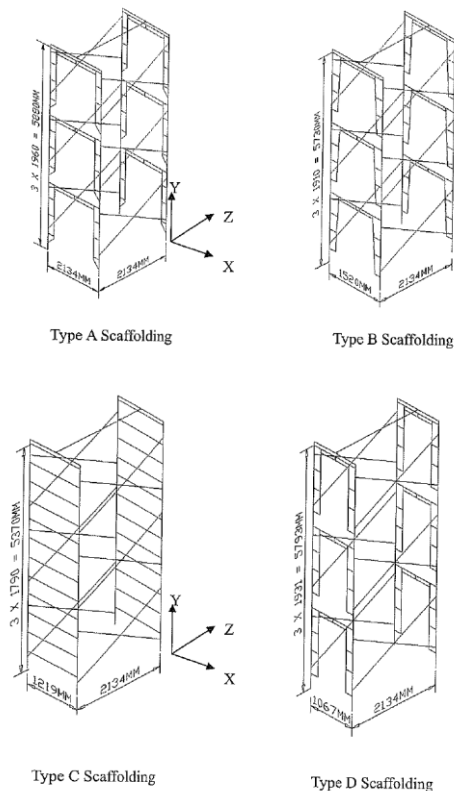 3 X 1960 = 5880MM
Y
Z
X
2134MM
2134MM
Type A Scaffolding
3 X 1910 = 5730MM
1520MM
2134MM
Type B Scaffolding
3 X 1790 = 5370MM
Y
Z
X
1219MM
2134MM
Type C Scaffolding
3 X 1931 = 5793MM
1067MM
2134MM
Type D Scaffolding